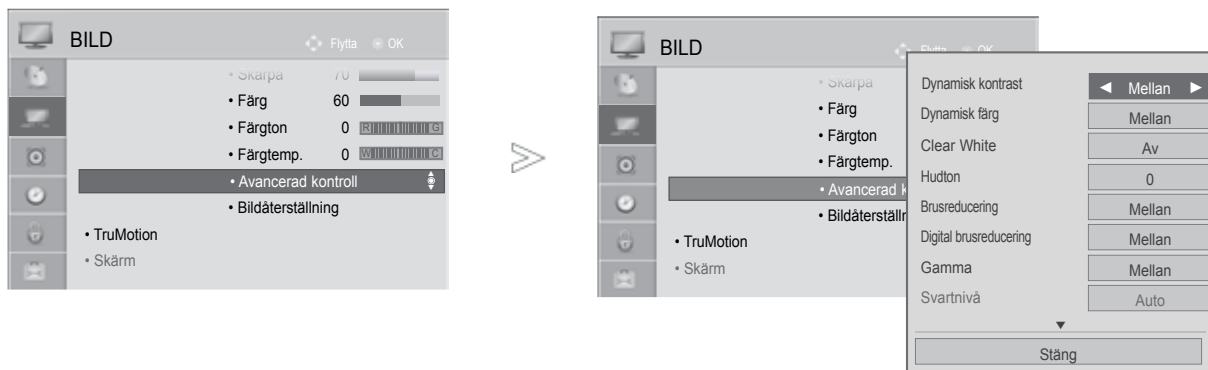 BILD
Flytta OK
• Skärpa 70
• Färg 60
• Färgton 0 R G
• Färgtemp. 0 W C
• Avancerad kontroll
• Bildåterställning
• TruMotion
• Skärm
BILD
Flytta OK
• Skärpa
• Färg
• Färgton
• Färgtemp.
• Avancerad k
• Bildåterställn
• TruMotion
• Skärm
Dynamisk kontrast ◄ Mellan ►
Dynamisk färg Mellan
Clear White Av
Hudton 0
Brusreducering Mellan
Digital brusreducering Mellan
Gamma Mellan
Svartnivå Auto
▼
Stäng